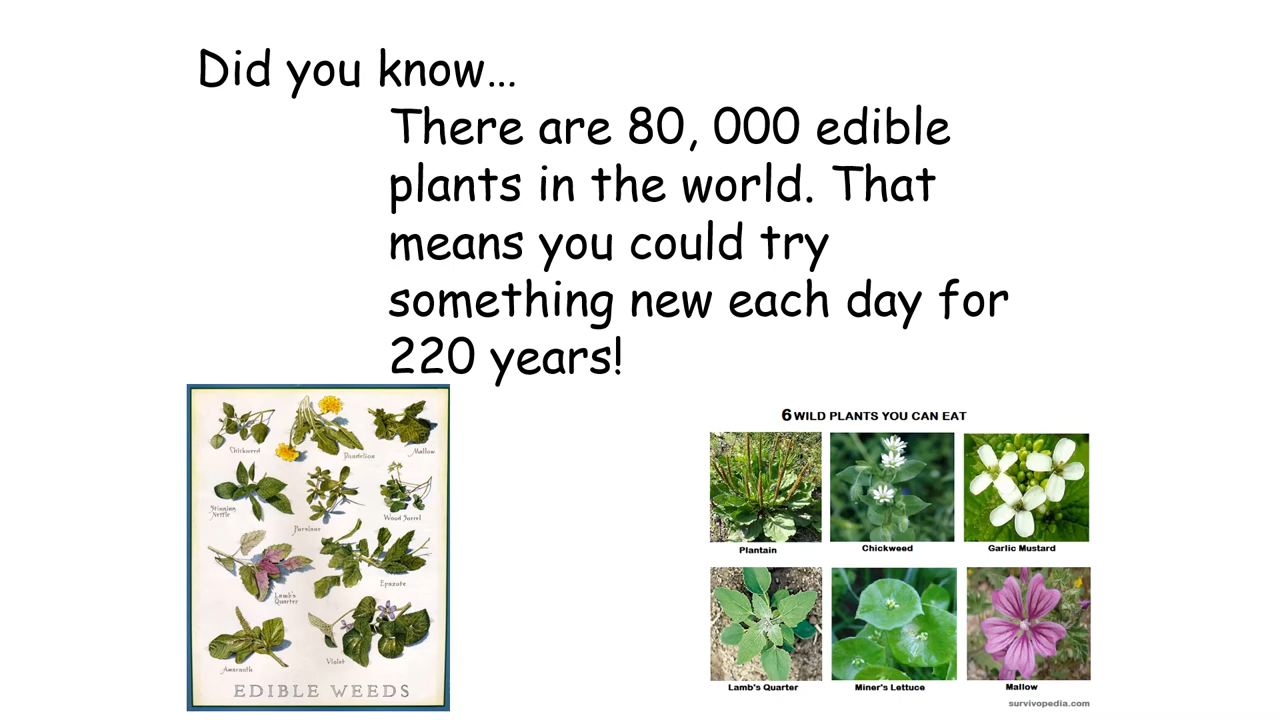 Did you know...
There are 80, 000 edible
plants in the world. That
means you could try
something new each day for
220 years!
Chickweed
Dandelion
Mallow
Stinging
Nettle
Purslane
Wood Sorrel
Lamb's
Quarter
Epazote
Amaranth
Violet
EDIBLE WEEDS
6 WILD PLANTS YOU CAN EAT
Plantain
Chickweed
Garlic Mustard
Lamb's Quarter
Miner's Lettuce
Mallow
survivopedia.com